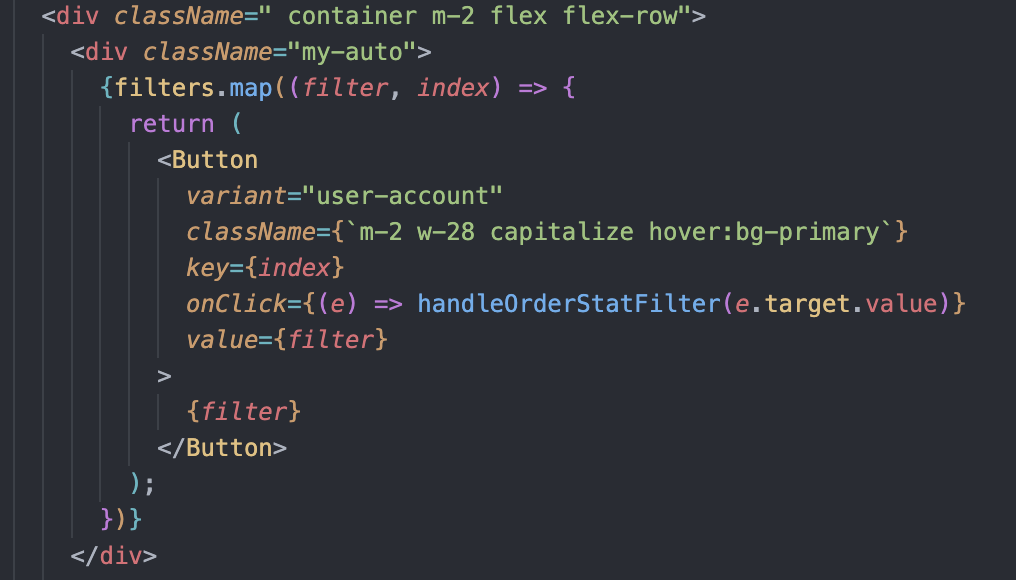 <div className=" container m-2 flex flex-row">
<div className="my-auto">
{filters.map((filter, index) => {
return (
<Button
variant="user-account"
className={`m-2 w-28 capitalize hover:bg-primary`}
key={index}
onClick={(e) => handleOrderStatFilter(e.target.value)}
value={filter}
>
{filter}
</Button>
);
})}
</div>